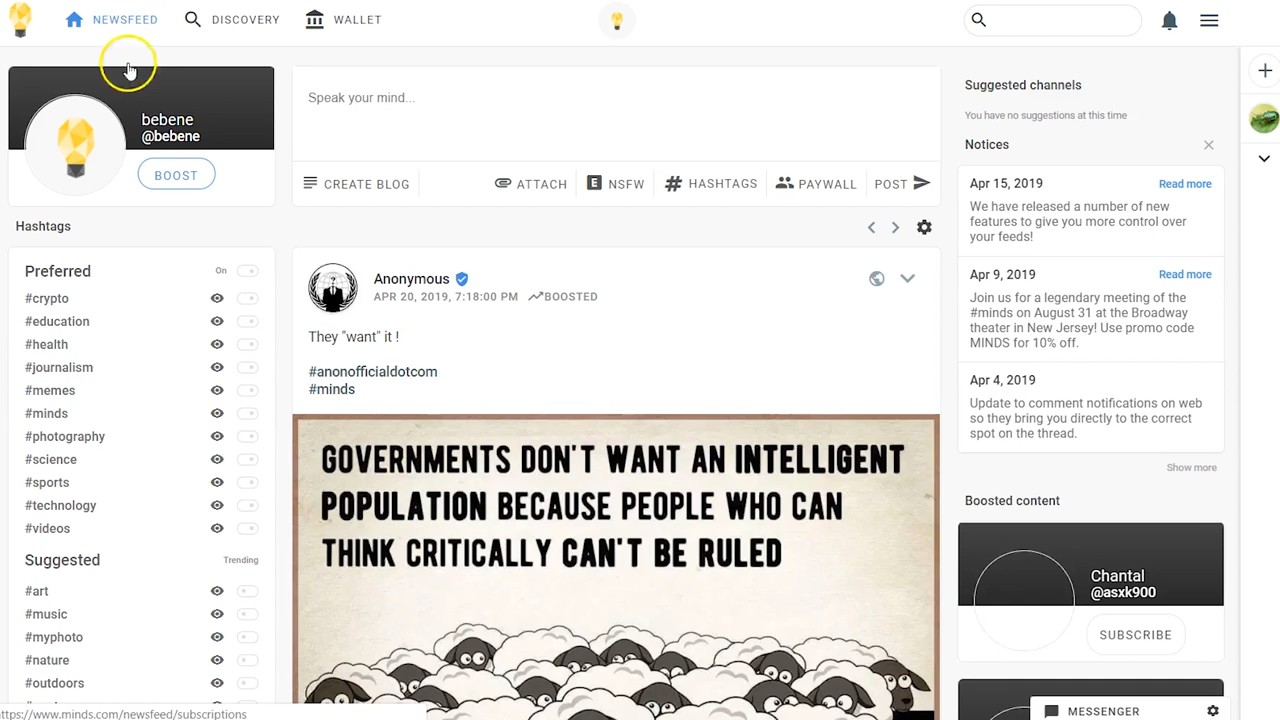 NEWSFEED DISCOVERY WALLET
bebene
@bebene
BOOST
Speak your mind...
CREATE BLOG ATTACH NSFW HASHTAGS PAYWALL POST
Hashtags
Preferred On
#crypto
#education
#health
#journalism
#memes
#minds
#photography
#science
#sports
#technology
#videos
Suggested Trending
#art
#music
#myphoto
#nature
#outdoors
Anonymous
APR 20, 2019, 7:18:00 PM BOOSTED
They "want" it !
#anonofficialdotcom
#minds
GOVERNMENTS DON'T WANT AN INTELLIGENT
POPULATION BECAUSE PEOPLE WHO CAN
THINK CRITICALLY CAN'T BE RULED
Suggested channels
You have no suggestions at this time
Notices
Apr 15, 2019 Read more
We have released a number of new
features to give you more control over
your feeds!
Apr 9, 2019 Read more
Join us for a legendary meeting of the
#minds on August 31 at the Broadway
theater in New Jersey! Use promo code
MINDS for 10% off.
Apr 4, 2019
Update to comment notifications on web
so they bring you directly to the correct
spot on the thread.
Show more
Boosted content
Chantal
@asxk900
SUBSCRIBE
MESSENGER
https://www.minds.com/newsfeed/subscriptions